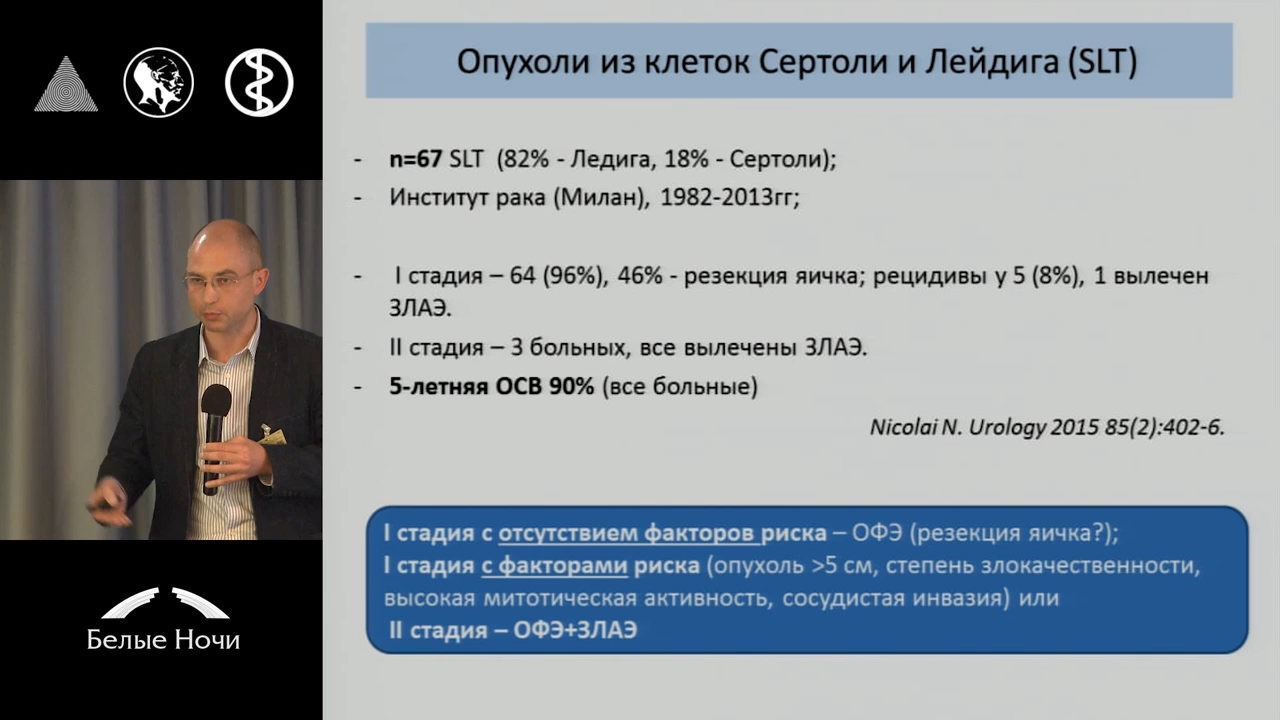 Опухоли из клеток Сертоли и Лейдига (SLT)
- n=67 SLT (82% - Ледига, 18% - Сертоли);
- Институт рака (Милан), 1982-2013гг;
- I стадия – 64 (96%), 46% - резекция яичка; рецидивы у 5 (8%), 1 вылечен
ЗЛАЭ.
- II стадия – 3 больных, все вылечены ЗЛАЭ.
- 5-летняя ОСВ 90% (все больные)
Nicolai N. Urology 2015 85(2):402-6.
I стадия с отсутствием факторов риска – ОФЭ (резекция яичка?);
I стадия с факторами риска (опухоль >5 см, степень злокачественности,
высокая митотическая активность, сосудистая инвазия) или
II стадия – ОФЭ+ЗЛАЭ
Белые Ночи